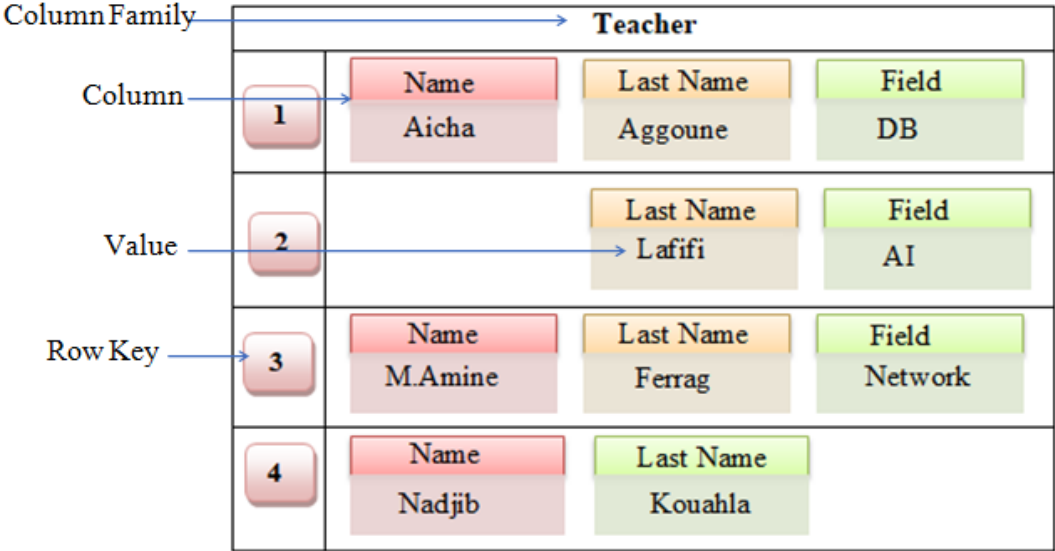 Column Family
Teacher
Column
1
Name
Last Name
Field
Aicha
Aggoune
DB
Value
2
Last Name
Field
Lafifi
AI
Row Key
3
Name
Last Name
Field
M.Amine
Ferrag
Network
4
Name
Last Name
Nadjib
Kouahla